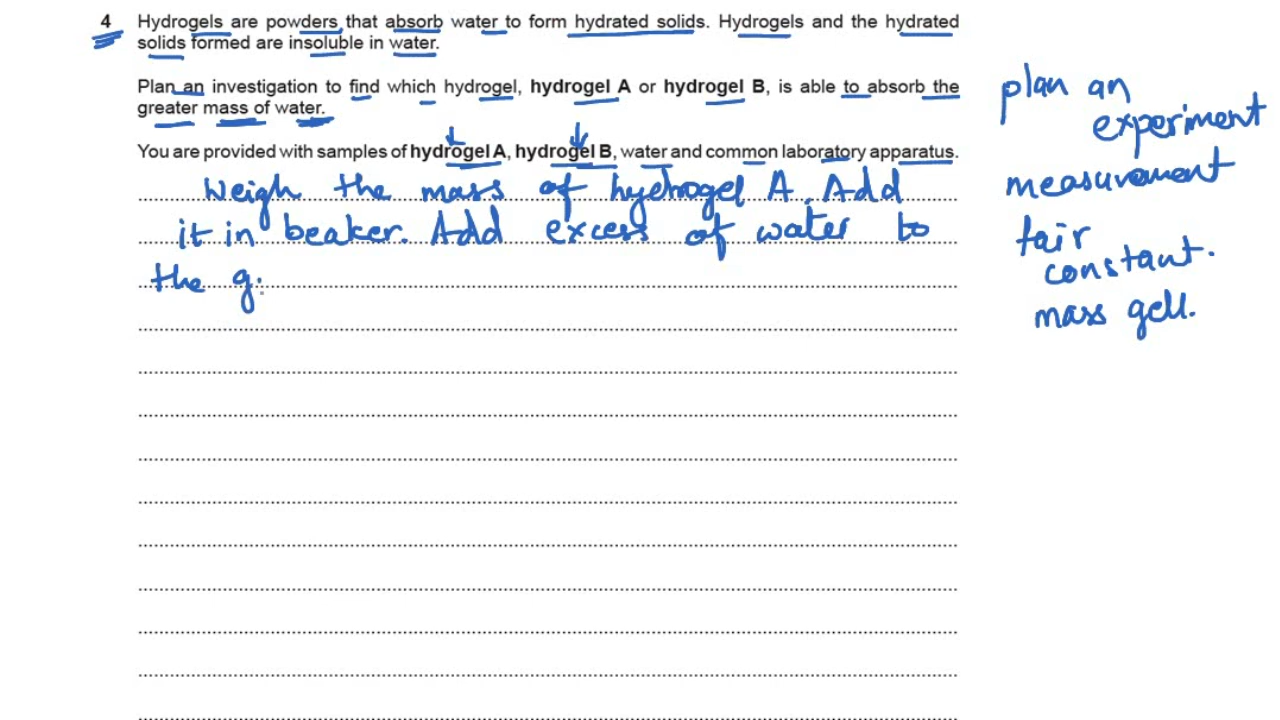 4 Hydrogels are powders that absorb water to form hydrated solids. Hydrogels and the hydrated
solids formed are insoluble in water.
Plan an investigation to find which hydrogel, hydrogel A or hydrogel B, is able to absorb the
greater mass of water.
You are provided with samples of hydrogel A, hydrogel B, water and common laboratory apparatus.
Weigh the mass of hydrogel A. Add
it in beaker. Add excess of water to
the g
plan an
experiment
measurement
fair
constant.
mass gell.